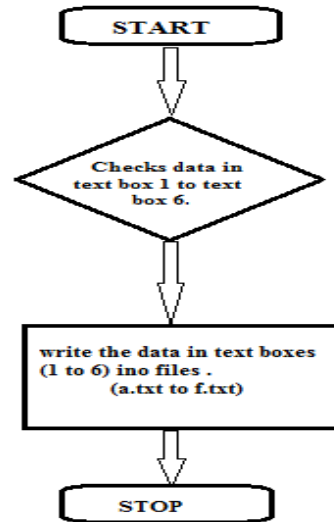 START
Checks data in
text box 1 to text
box 6.
write the data in text boxes
(1 to 6) ino files .
(a.txt to f.txt)
STOP